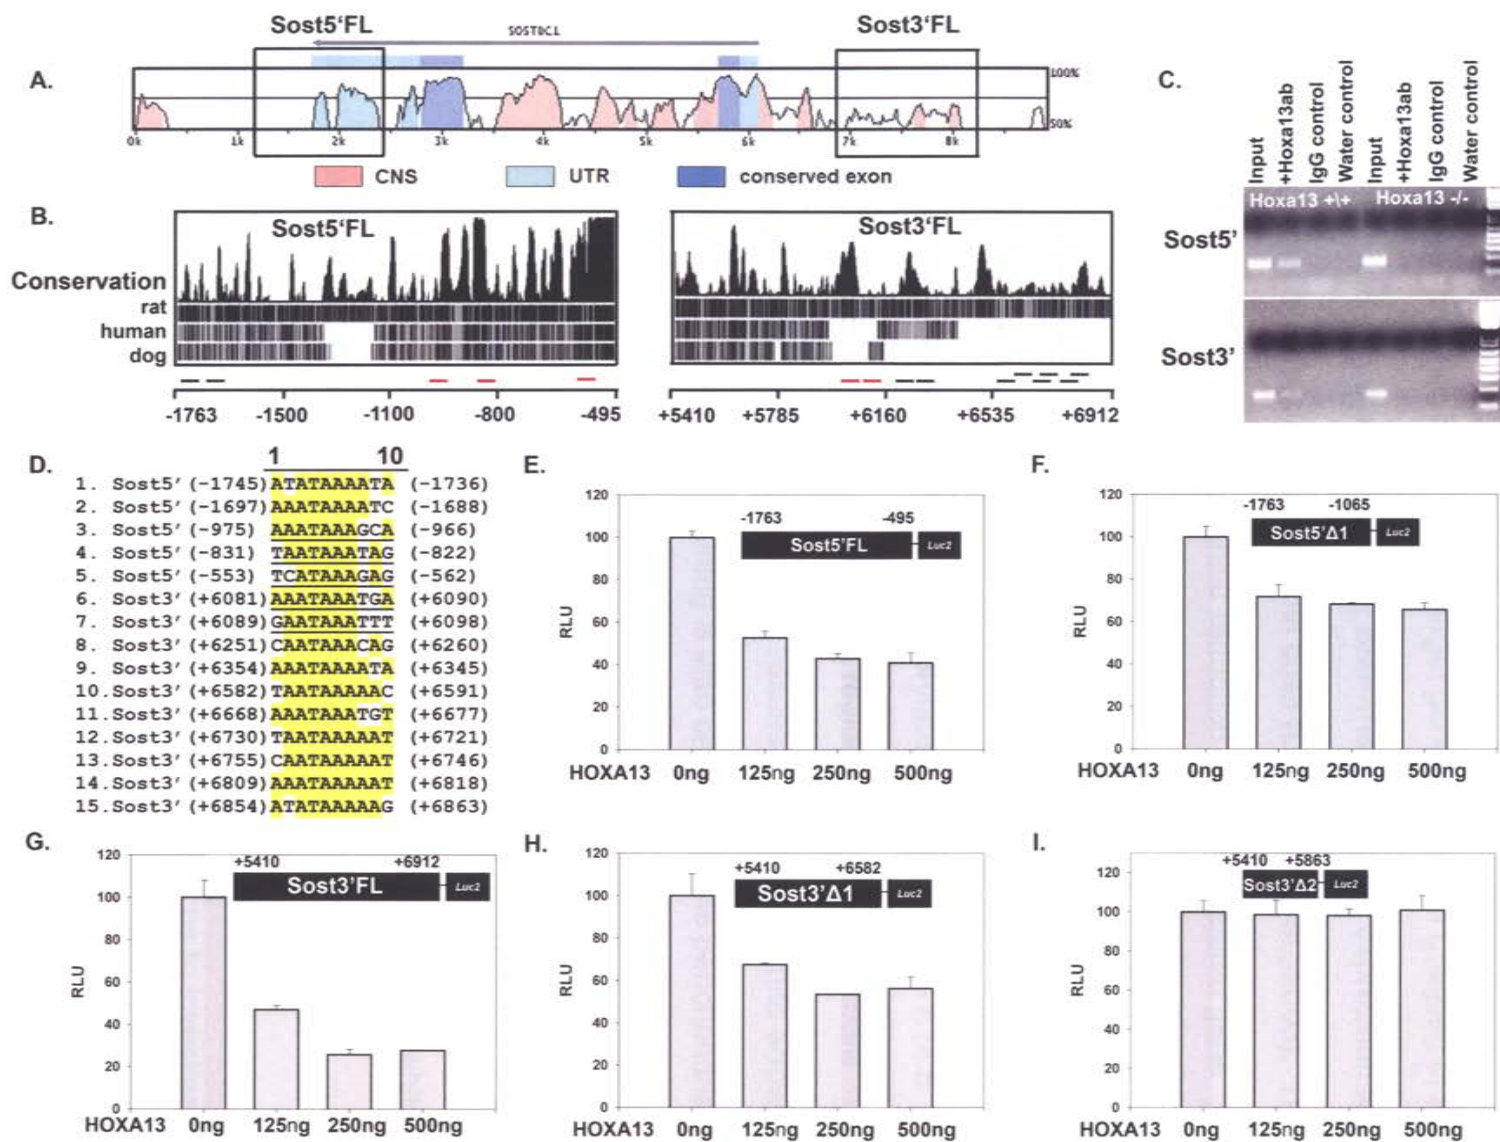 Sost5'FL
SOSTDC1
Sost3'FL
A.
100%
50%
0k 1k 2k 3k 4k 5k 6k 7k 8k
CNS UTR conserved exon
B.
Sost5'FL
Sost3'FL
Conservation
rat
human
dog
-1763 -1500 -1100 -800 -495
+5410 +5785 +6160 +6535 +6912
C.
Input
+Hoxa13ab
IgG control
Water control
Input
+Hoxa13ab
IgG control
Water control
Hoxa13 +\+ Hoxa13 -/-
Sost5'
Sost3'
D.
1 10
1. Sost5' (-1745) ATATAAAATA (-1736)
2. Sost5' (-1697) AAATAAAATC (-1688)
3. Sost5' (-975) AAATAAAGCA (-966)
4. Sost5' (-831) TAATAAATAG (-822)
5. Sost5' (-553) TCATAAAGAG (-562)
6. Sost3' (+6081) AAATAAATGA (+6090)
7. Sost3' (+6089) GAATAAATTT (+6098)
8. Sost3' (+6251) CAATAAACAG (+6260)
9. Sost3' (+6354) AAATAAAATA (+6345)
10. Sost3' (+6582) TAATAAAAAC (+6591)
11. Sost3' (+6668) AAATAAATGT (+6677)
12. Sost3' (+6730) TAATAAAAAT (+6721)
13. Sost3' (+6755) CAATAAAAAT (+6746)
14. Sost3' (+6809) AAATAAAAAT (+6818)
15. Sost3' (+6854) ATATAAAAAG (+6863)
E.
-1763 -495
Sost5'FL Luc2
RLU
120
100
80
60
40
20
0
HOXA13 0ng 125ng 250ng 500ng
F.
-1763 -1065
Sost5'Δ1 Luc2
RLU
120
100
80
60
40
20
0
HOXA13 0ng 125ng 250ng 500ng
G.
+5410 +6912
Sost3'FL Luc2
RLU
120
100
80
60
40
20
0
HOXA13 0ng 125ng 250ng 500ng
H.
+5410 +6582
Sost3'Δ1 Luc2
RLU
120
100
80
60
40
20
0
HOXA13 0ng 125ng 250ng 500ng
I.
+5410 +5863
Sost3'Δ2 Luc2
RLU
120
100
80
60
40
20
0
HOXA13 0ng 125ng 250ng 500ng